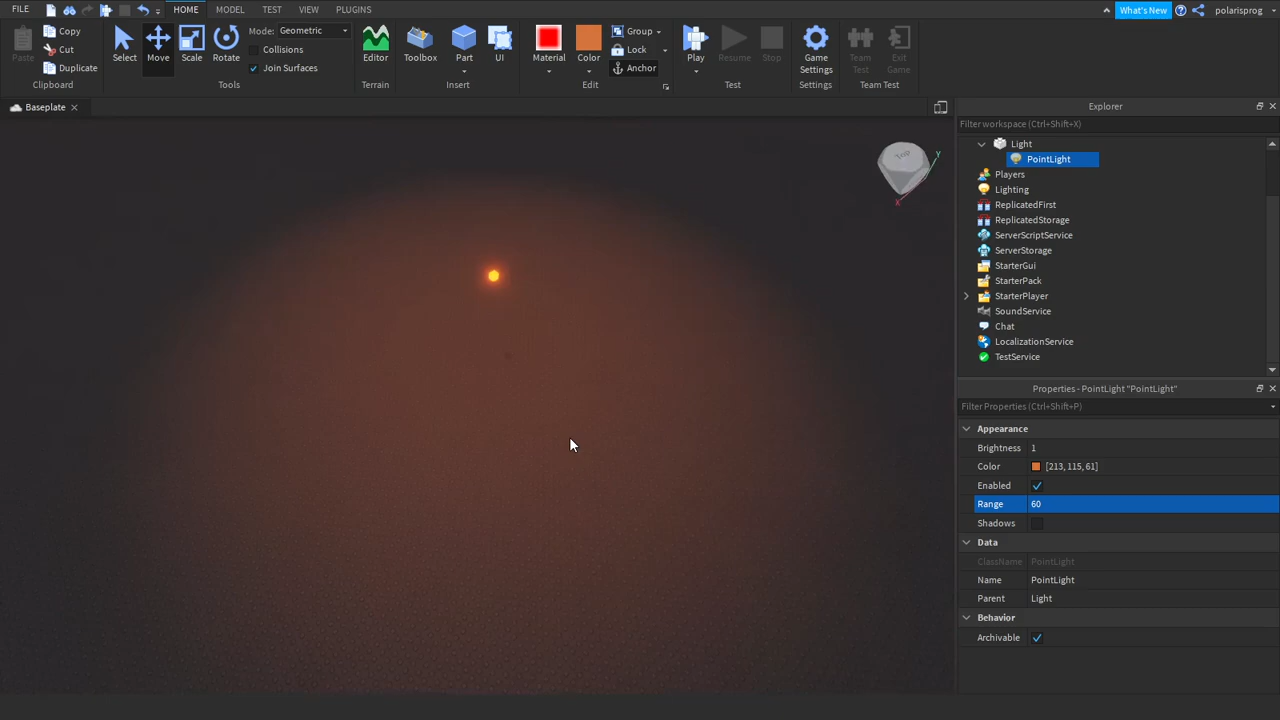 FILE HOME MODEL TEST VIEW PLUGINS What's New polarisprog
Paste Copy Cut Duplicate Select Move Scale Rotate Mode: Geometric Collisions Join Surfaces Editor Toolbox Part UI Material Color Group Lock Anchor Play Resume Stop Game Settings Team Test Exit Game
Clipboard Tools Terrain Insert Edit Test Settings Team Test
Baseplate
Top
Y
X
Explorer
Filter workspace (Ctrl+Shift+X)
Light
PointLight
Players
Lighting
ReplicatedFirst
ReplicatedStorage
ServerScriptService
ServerStorage
StarterGui
StarterPack
StarterPlayer
SoundService
Chat
LocalizationService
TestService
Properties - PointLight "PointLight"
Filter Properties (Ctrl+Shift+P)
Appearance
Brightness 1
Color [213, 115, 61]
Enabled
Range 60
Shadows
Data
ClassName PointLight
Name PointLight
Parent Light
Behavior
Archivable